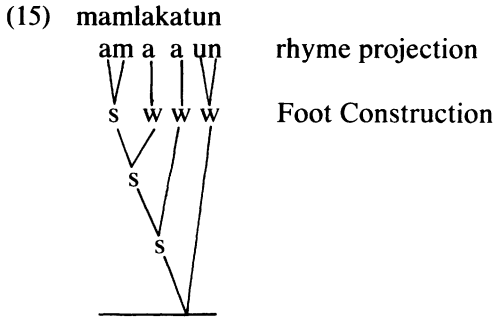 (15) mamlakatun
am a a un rhyme projection
s w w w Foot Construction
s
s